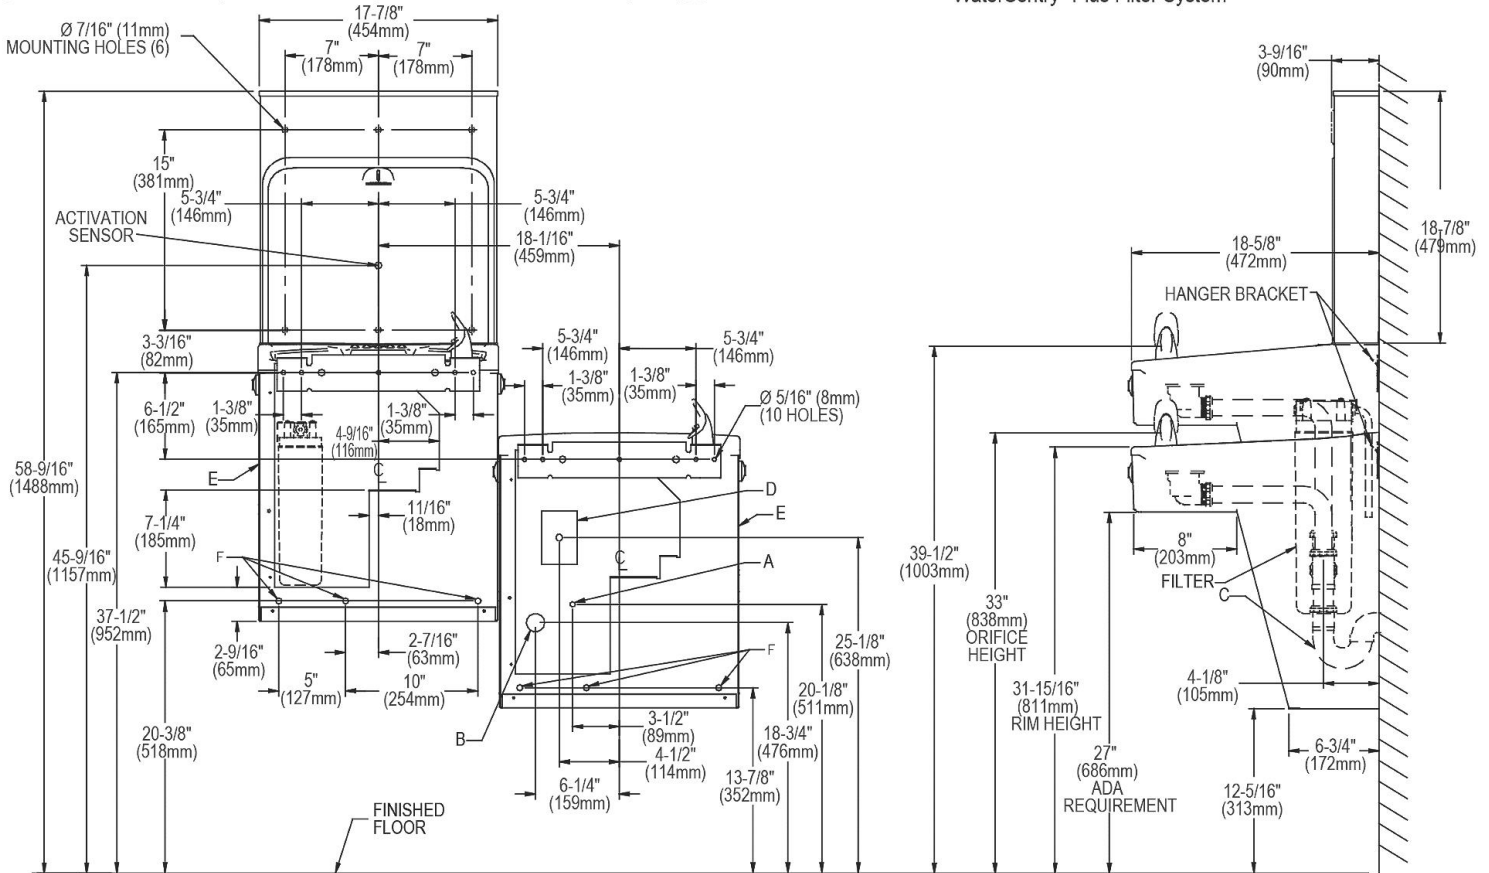 WaterSentry® Plus Filter System
17-7/8"
(454mm)
Ø 7/16" (11mm)
MOUNTING HOLES (6)
7"
(178mm)
7"
(178mm)
15"
(381mm)
5-3/4"
(146mm)
5-3/4"
(146mm)
ACTIVATION
SENSOR
18-1/16"
(459mm)
3-3/16"
(82mm)
5-3/4"
(146mm)
5-3/4"
(146mm)
6-1/2"
(165mm)
1-3/8"
(35mm)
1-3/8"
(35mm)
1-3/8"
(35mm)
1-3/8"
(35mm)
Ø 5/16" (8mm)
(10 HOLES)
4-9/16"
(116mm)
C
58-9/16"
(1488mm)
E
11/16"
(18mm)
D
E
7-1/4"
(185mm)
F
C
A
45-9/16"
(1157mm)
37-1/2"
(952mm)
2-9/16"
(65mm)
2-7/16"
(63mm)
5"
(127mm)
10"
(254mm)
F
25-1/8"
(638mm)
20-1/8"
(511mm)
20-3/8"
(518mm)
B
3-1/2"
(89mm)
4-1/2"
(114mm)
18-3/4"
(476mm)
6-1/4"
(159mm)
13-7/8"
(352mm)
FINISHED
FLOOR
3-9/16"
(90mm)
18-7/8"
(479mm)
18-5/8"
(472mm)
HANGER BRACKET
39-1/2"
(1003mm)
8"
(203mm)
FILTER
C
33"
(838mm)
ORIFICE
HEIGHT
4-1/8"
(105mm)
31-15/16"
(811mm)
RIM HEIGHT
27"
(686mm)
ADA
REQUIREMENT
6-3/4"
(172mm)
12-5/16"
(313mm)